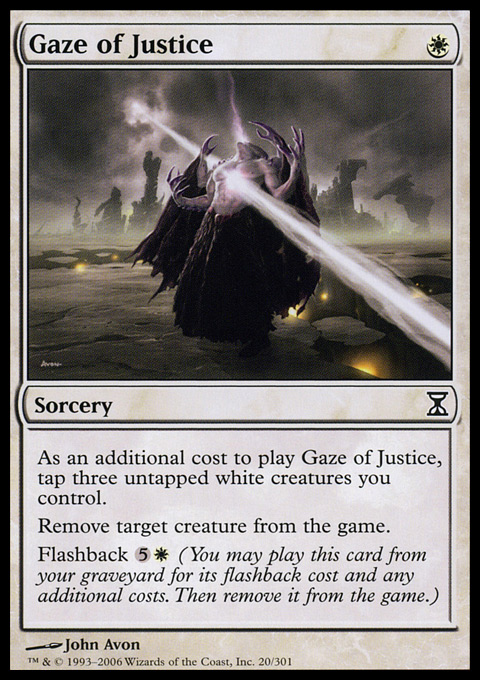 Gaze of Justice
Sorcery
As an additional cost to play Gaze of Justice,
tap three untapped white creatures you
control.
Remove target creature from the game.
Flashback 5 (You may play this card from
your graveyard for its flashback cost and any
additional costs. Then remove it from the game.)
John Avon
™ & © 1993–2006 Wizards of the Coast, Inc. 20/301